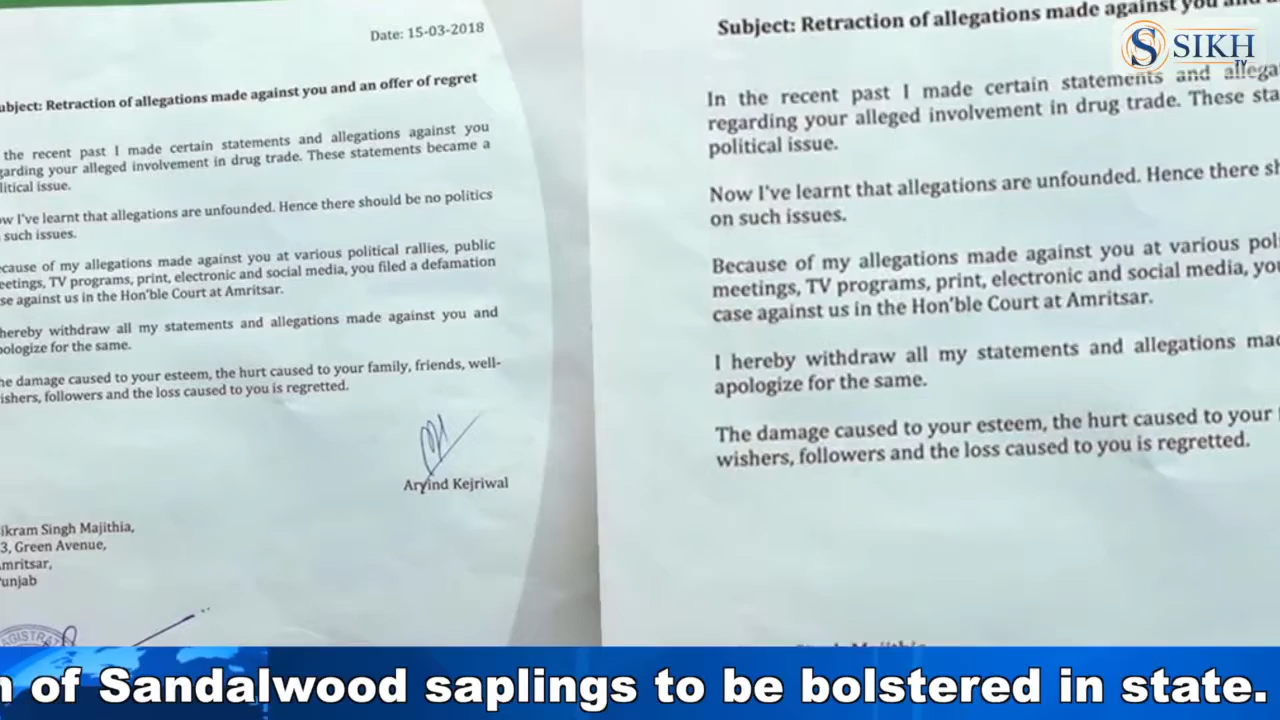 Date: 15-03-2018
ubject: Retraction of allegations made against you and an offer of regret
the recent past I made certain statements and allegations against you
garding your alleged involvement in drug trade. These statements became a
litical issue.
ow I've learnt that allegations are unfounded. Hence there should be no politics
such issues.
ecause of my allegations made against you at various political rallies, public
eetings, TV programs, print, electronic and social media, you filed a defamation
se against us in the Hon'ble Court at Amritsar.
hereby withdraw all my statements and allegations made against you and
pologize for the same.
he damage caused to your esteem, the hurt caused to your family, friends, well-
ishers, followers and the loss caused to you is regretted.
Arvind Kejriwal
ikram Singh Majithia,
3, Green Avenue,
mritsar,
unjab
AGISTRAT
Subject: Retraction of allegations made against you and
In the recent past I made certain statements and allega
regarding your alleged involvement in drug trade. These sta
political issue.
Now I've learnt that allegations are unfounded. Hence there sh
on such issues.
Because of my allegations made against you at various poli
meetings, TV programs, print, electronic and social media, you
case against us in the Hon'ble Court at Amritsar.
I hereby withdraw all my statements and allegations mad
apologize for the same.
The damage caused to your esteem, the hurt caused to your
wishers, followers and the loss caused to you is regretted.
SIKH
TV
n of Sandalwood saplings to be bolstered in state.